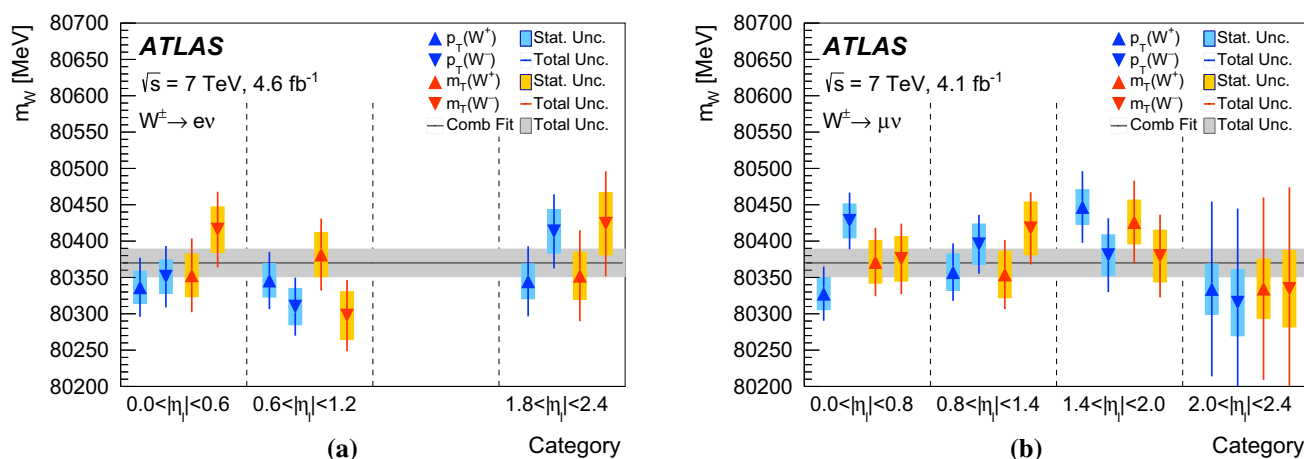 80700
80650
80600
80550
80500
80450
80400
80350
80300
80250
80200
m_W [MeV]
ATLAS
√s = 7 TeV, 4.6 fb⁻¹
W^± → eν
p_T(W⁺) Stat. Unc.
p_T(W⁻) Total Unc.
m_T(W⁺) Stat. Unc.
m_T(W⁻) Total Unc.
Comb Fit Total Unc.
0.0<|η_l|<0.6 0.6<|η_l|<1.2 1.8<|η_l|<2.4
Category
(a)
80700
80650
80600
80550
80500
80450
80400
80350
80300
80250
80200
m_W [MeV]
ATLAS
√s = 7 TeV, 4.1 fb⁻¹
W^± → μν
p_T(W⁺) Stat. Unc.
p_T(W⁻) Total Unc.
m_T(W⁺) Stat. Unc.
m_T(W⁻) Total Unc.
Comb Fit Total Unc.
0.0<|η_l|<0.8 0.8<|η_l|<1.4 1.4<|η_l|<2.0 2.0<|η_l|<2.4
Category
(b)